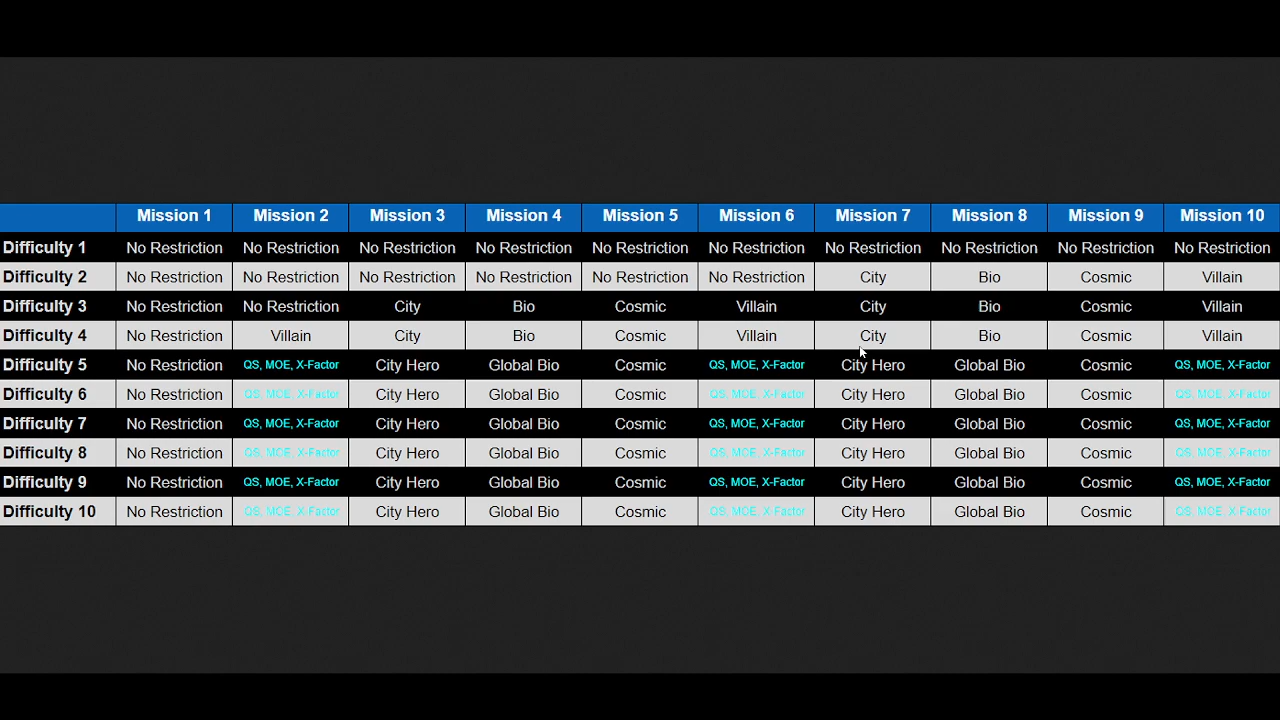 Mission 1 Mission 2 Mission 3 Mission 4 Mission 5 Mission 6 Mission 7 Mission 8 Mission 9 Mission 10
Difficulty 1 No Restriction No Restriction No Restriction No Restriction No Restriction No Restriction No Restriction No Restriction No Restriction No Restriction
Difficulty 2 No Restriction No Restriction No Restriction No Restriction No Restriction No Restriction City Bio Cosmic Villain
Difficulty 3 No Restriction No Restriction City Bio Cosmic Villain City Bio Cosmic Villain
Difficulty 4 No Restriction Villain City Bio Cosmic Villain City Bio Cosmic Villain
Difficulty 5 No Restriction QS, MOE, X-Factor City Hero Global Bio Cosmic QS, MOE, X-Factor City Hero Global Bio Cosmic QS, MOE, X-Factor
Difficulty 6 No Restriction QS, MOE, X-Factor City Hero Global Bio Cosmic QS, MOE, X-Factor City Hero Global Bio Cosmic QS, MOE, X-Factor
Difficulty 7 No Restriction QS, MOE, X-Factor City Hero Global Bio Cosmic QS, MOE, X-Factor City Hero Global Bio Cosmic QS, MOE, X-Factor
Difficulty 8 No Restriction QS, MOE, X-Factor City Hero Global Bio Cosmic QS, MOE, X-Factor City Hero Global Bio Cosmic QS, MOE, X-Factor
Difficulty 9 No Restriction QS, MOE, X-Factor City Hero Global Bio Cosmic QS, MOE, X-Factor City Hero Global Bio Cosmic QS, MOE, X-Factor
Difficulty 10 No Restriction QS, MOE, X-Factor City Hero Global Bio Cosmic QS, MOE, X-Factor City Hero Global Bio Cosmic QS, MOE, X-Factor